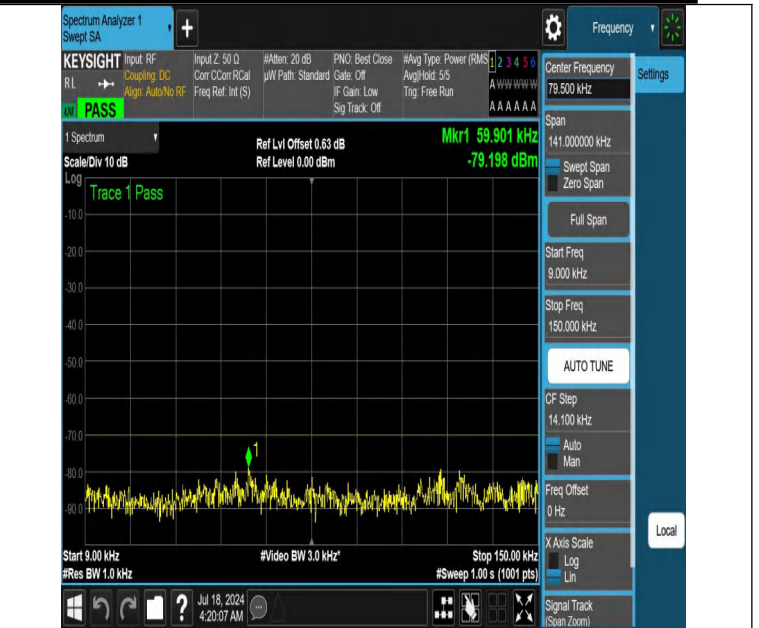 Spectrum Analyzer 1
Swept SA
+
Frequency
KEYSIGHT
RL
PASS
Input: RF
Coupling: DC
Align: Auto/No RF
Input Z: 50 Ω
Corr CCorr RCal
Freq Ref: Int (S)
#Atten: 20 dB
µW Path: Standard
PNO: Best Close
Gate: Off
IF Gain: Low
Sig Track: Off
#Avg Type: Power (RMS
Avg|Hold: 5/5
Trig: Free Run
1 2 3 4 5 6
A W W W W W
A A A A A A
Center Frequency
79.500 kHz
Settings
1 Spectrum
Scale/Div 10 dB
Ref Lvl Offset 0.63 dB
Ref Level 0.00 dBm
Mkr1 59.901 kHz
-79.198 dBm
Span
141.000000 kHz
Swept Span
Zero Span
Full Span
Start Freq
9.000 kHz
Stop Freq
150.000 kHz
AUTO TUNE
CF Step
14.100 kHz
Auto
Man
Freq Offset
0 Hz
X Axis Scale
Log
Lin
Signal Track
(Span Zoom)
Local
Log
Trace 1 Pass
-10.0
-20.0
-30.0
-40.0
-50.0
-60.0
-70.0
-80.0
-90.0
1
Start 9.00 kHz
#Res BW 1.0 kHz
#Video BW 3.0 kHz*
Stop 150.00 kHz
#Sweep 1.00 s (1001 pts)
?
Jul 18, 2024
4:20:07 AM